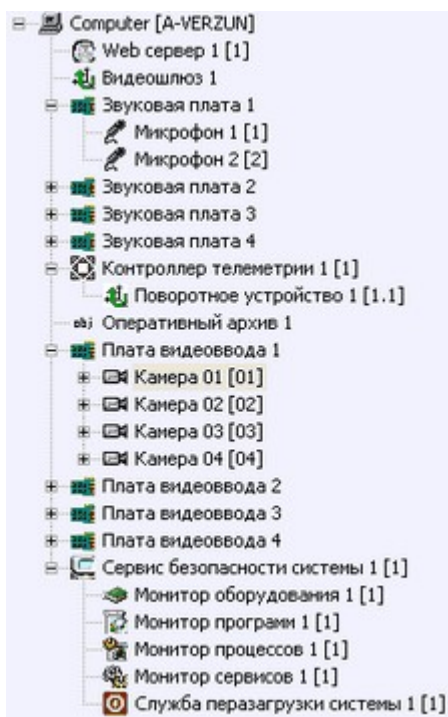 Computer [A-VERZUN]
Web сервер 1 [1]
Видеошлюз 1
Звуковая плата 1
Микрофон 1 [1]
Микрофон 2 [2]
Звуковая плата 2
Звуковая плата 3
Звуковая плата 4
Контроллер телеметрии 1 [1]
Поворотное устройство 1 [1.1]
obj Оперативный архив 1
Плата видеоввода 1
Камера 01 [01]
Камера 02 [02]
Камера 03 [03]
Камера 04 [04]
Плата видеоввода 2
Плата видеоввода 3
Плата видеоввода 4
Сервис безопасности системы 1 [1]
Монитор оборудования 1 [1]
Монитор программ 1 [1]
Монитор процессов 1 [1]
Монитор сервисов 1 [1]
Служба перазагрузки системы 1 [1]